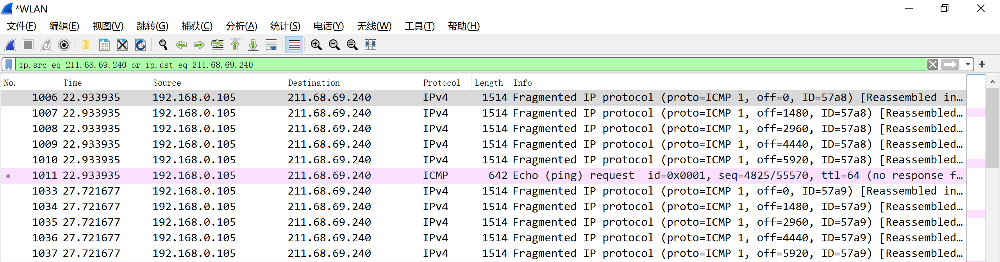 *WLAN
文件(F) 编辑(E) 视图(V) 跳转(G) 捕获(C) 分析(A) 统计(S) 电话(Y) 无线(W) 工具(T) 帮助(H)
ip.src eq 211.68.69.240 or ip.dst eq 211.68.69.240
No. Time Source Destination Protocol Length Info
1006 22.933935 192.168.0.105 211.68.69.240 IPv4 1514 Fragmented IP protocol (proto=ICMP 1, off=0, ID=57a8) [Reassembled in…
1007 22.933935 192.168.0.105 211.68.69.240 IPv4 1514 Fragmented IP protocol (proto=ICMP 1, off=1480, ID=57a8) [Reassembled…
1008 22.933935 192.168.0.105 211.68.69.240 IPv4 1514 Fragmented IP protocol (proto=ICMP 1, off=2960, ID=57a8) [Reassembled…
1009 22.933935 192.168.0.105 211.68.69.240 IPv4 1514 Fragmented IP protocol (proto=ICMP 1, off=4440, ID=57a8) [Reassembled…
1010 22.933935 192.168.0.105 211.68.69.240 IPv4 1514 Fragmented IP protocol (proto=ICMP 1, off=5920, ID=57a8) [Reassembled…
1011 22.933935 192.168.0.105 211.68.69.240 ICMP 642 Echo (ping) request id=0x0001, seq=4825/55570, ttl=64 (no response f…
1033 27.721677 192.168.0.105 211.68.69.240 IPv4 1514 Fragmented IP protocol (proto=ICMP 1, off=0, ID=57a9) [Reassembled in…
1034 27.721677 192.168.0.105 211.68.69.240 IPv4 1514 Fragmented IP protocol (proto=ICMP 1, off=1480, ID=57a9) [Reassembled…
1035 27.721677 192.168.0.105 211.68.69.240 IPv4 1514 Fragmented IP protocol (proto=ICMP 1, off=2960, ID=57a9) [Reassembled…
1036 27.721677 192.168.0.105 211.68.69.240 IPv4 1514 Fragmented IP protocol (proto=ICMP 1, off=4440, ID=57a9) [Reassembled…
1037 27.721677 192.168.0.105 211.68.69.240 IPv4 1514 Fragmented IP protocol (proto=ICMP 1, off=5920, ID=57a9) [Reassembled…